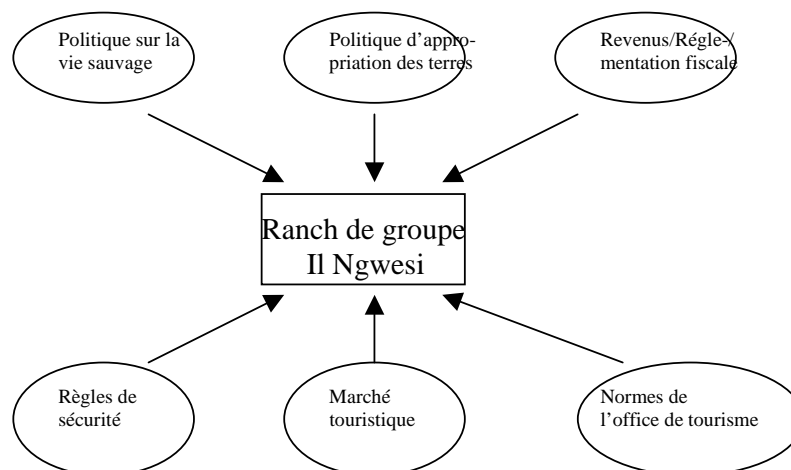 Politique sur la
vie sauvage
Politique d’appro-
priation des terres
Revenus/Régle-/
mentation fiscale
Ranch de groupe
Il Ngwesi
Règles de
sécurité
Marché
touristique
Normes de
l’office de tourisme